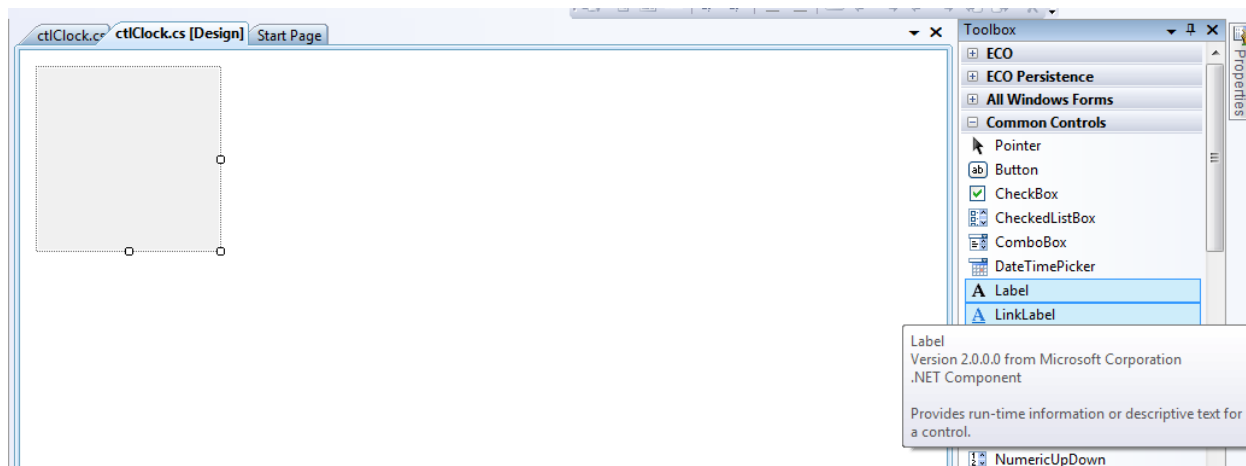 ctlClock.cs
ctlClock.cs [Design]
Start Page
Toolbox
ECO
ECO Persistence
All Windows Forms
Common Controls
Pointer
ab Button
CheckBox
CheckedListBox
ComboBox
DateTimePicker
A Label
A LinkLabel
Label
Version 2.0.0.0 from Microsoft Corporation
.NET Component
Provides run-time information or descriptive text for
a control.
NumericUpDown
Properties